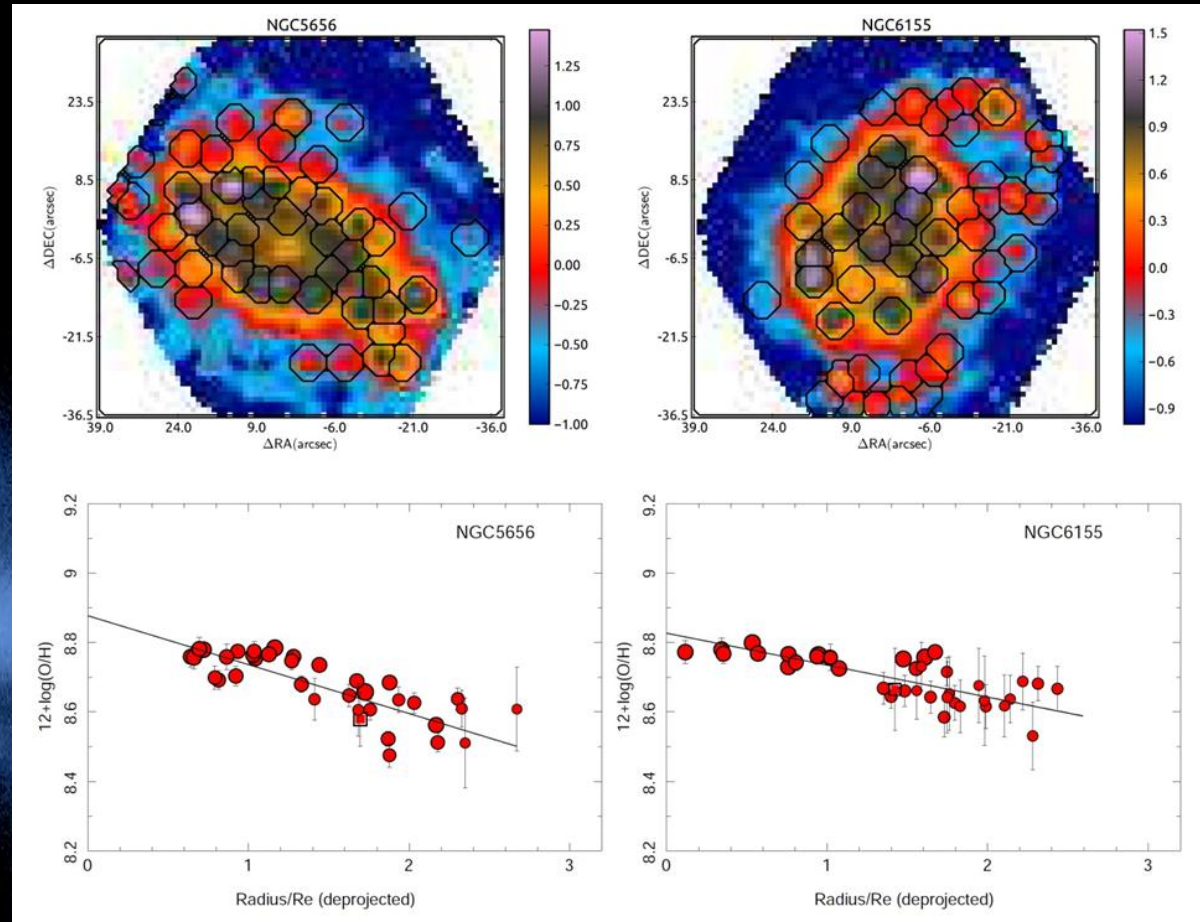 NGC5656
ΔDEC(arcsec)
23.5
8.5
-6.5
-21.5
-36.5
39.0 24.0 9.0 -6.0 -21.0 -36.0
ΔRA(arcsec)
1.25
1.00
0.75
0.50
0.25
0.00
−0.25
−0.50
−0.75
−1.00
NGC6155
ΔDEC(arcsec)
23.5
8.5
-6.5
-21.5
-36.5
39.0 24.0 9.0 -6.0 -21.0 -36.0
ΔRA(arcsec)
1.5
1.2
0.9
0.6
0.3
0.0
−0.3
−0.6
−0.9
NGC5656
12+log(O/H)
9.2
9
8.8
8.6
8.4
8.2
0 1 2 3
Radius/Re (deprojected)
NGC6155
12+log(O/H)
9.2
9
8.8
8.6
8.4
8.2
0 1 2 3
Radius/Re (deprojected)